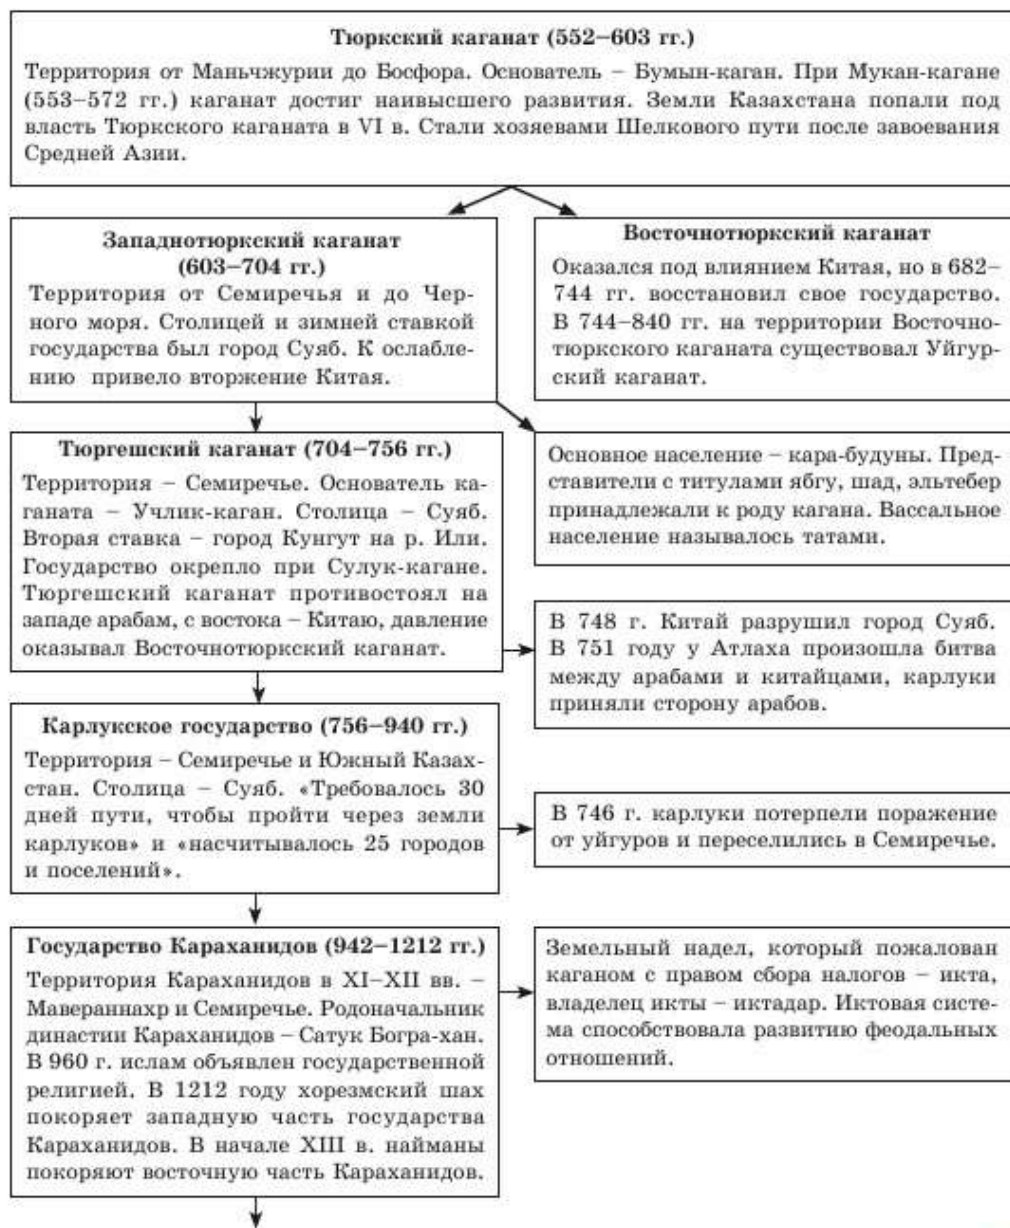 Тюркский каганат (552–603 гг.)
Территория от Маньчжурии до Босфора. Основатель – Бумын-каган. При Мукан-кагане
(553–572 гг.) каганат достиг наивысшего развития. Земли Казахстана попали под
власть Тюркского каганата в VI в. Стали хозяевами Шелкового пути после завоевания
Средней Азии.
Западнотюркский каганат
(603–704 гг.)
Территория от Семиречья и до Чер-
ного моря. Столицей и зимней ставкой
государства был город Суяб. К ослабле-
нию привело вторжение Китая.
Восточнотюркский каганат
Оказался под влиянием Китая, но в 682–
744 гг. восстановил свое государство.
В 744–840 гг. на территории Восточно-
тюркского каганата существовал Уйгур-
ский каганат.
Тюргешский каганат (704–756 гг.)
Территория – Семиречье. Основатель ка-
ганата – Учлик-каган. Столица – Суяб.
Вторая ставка – город Кунгут на р. Или.
Государство окрепло при Сулук-кагане.
Тюргешский каганат противостоял на
западе арабам, с востока – Китаю, давление
оказывал Восточнотюркский каганат.
Основное население – кара-будуны. Пред-
ставители с титулами ябгу, шад, эльтебер
принадлежали к роду кагана. Вассальное
население называлось татами.
В 748 г. Китай разрушил город Суяб.
В 751 году у Атлаха произошла битва
между арабами и китайцами, карлуки
приняли сторону арабов.
Карлукское государство (756–940 гг.)
Территория – Семиречье и Южный Казах-
стан. Столица – Суяб. «Требовалось 30
дней пути, чтобы пройти через земли
карлуков» и «насчитывалось 25 городов
и поселений».
В 746 г. карлуки потерпели поражение
от уйгуров и переселились в Семиречье.
Государство Караханидов (942–1212 гг.)
Территория Караханидов в XI–XII вв. –
Мавераннахр и Семиречье. Родоначальник
династии Караханидов – Сатук Богра-хан.
В 960 г. ислам объявлен государственной
религией. В 1212 году хорезмский шах
покоряет западную часть государства
Караханидов. В начале XIII в. найманы
покоряют восточную часть Караханидов.
Земельный надел, который пожалован
каганом с правом сбора налогов – икта,
владелец икты – иктадар. Иктовая систе-
ма способствовала развитию феодальных
отношений.